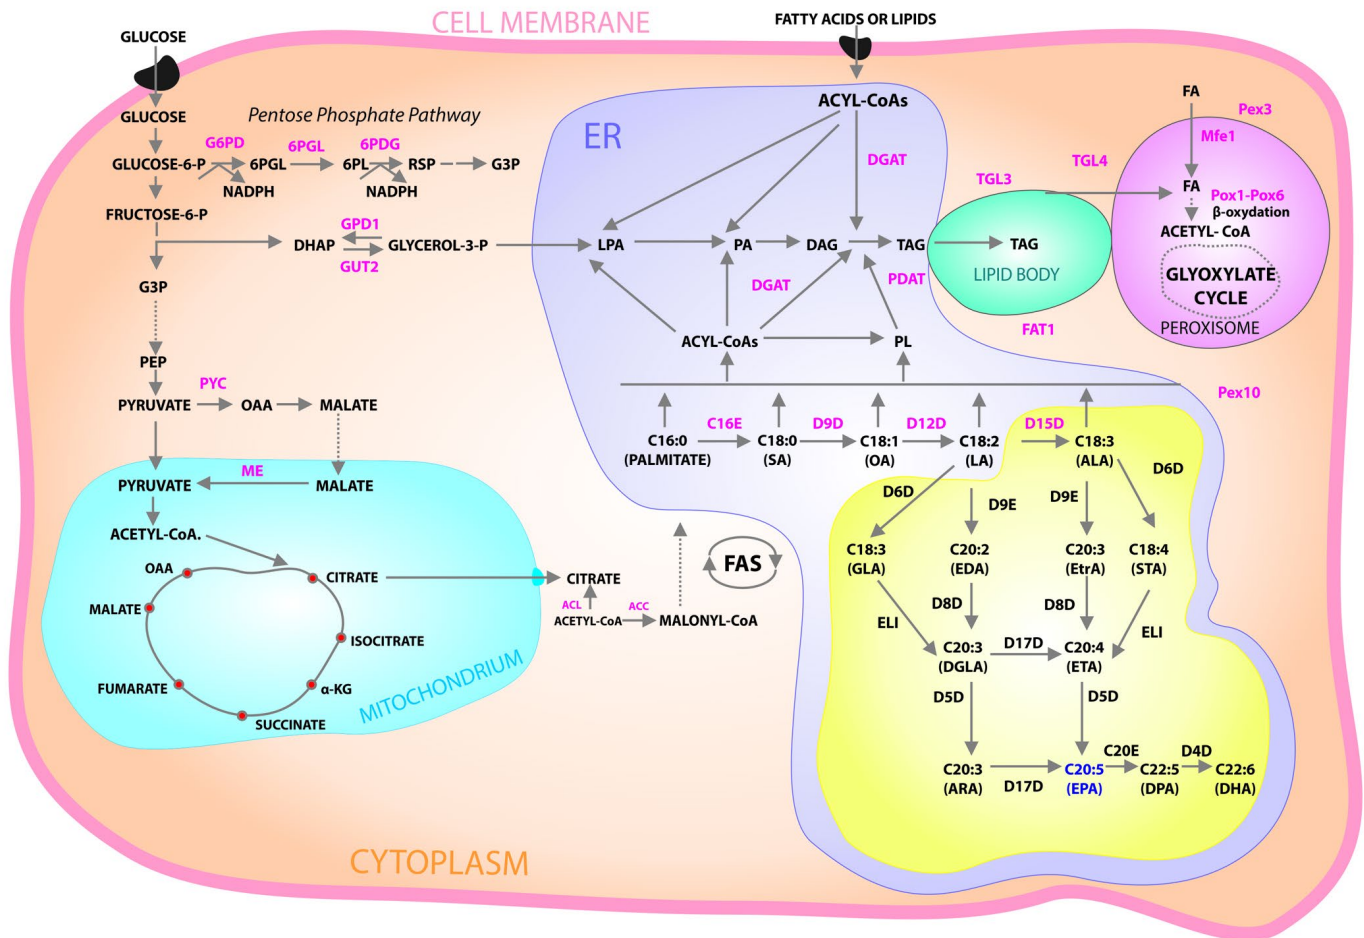 CELL MEMBRANE
FATTY ACIDS OR LIPIDS
GLUCOSE
GLUCOSE
Pentose Phosphate Pathway
G6PD
6PGL
6PDG
GLUCOSE-6-P
6PGL
6PL
RSP
G3P
NADPH
NADPH
FRUCTOSE-6-P
GPD1
DHAP
GLYCEROL-3-P
GUT2
G3P
PEP
PYC
PYRUVATE
OAA
MALATE
ER
ACYL-CoAs
DGAT
LPA
PA
DAG
TAG
DGAT
PDAT
ACYL-CoAs
PL
TGL3
TGL4
TAG
LIPID BODY
FAT1
FA
Pex3
Mfe1
FA
Pox1-Pox6
β-oxydation
ACETYL- CoA
GLYOXYLATE
CYCLE
PEROXISOME
Pex10
C16E
D9D
D12D
D15D
C16:0
(PALMITATE)
C18:0
(SA)
C18:1
(OA)
C18:2
(LA)
C18:3
(ALA)
D6D
D9E
D9E
D6D
C18:3
(GLA)
C20:2
(EDA)
C20:3
(EtrA)
C18:4
(STA)
ELI
D8D
D8D
ELI
C20:3
(DGLA)
D17D
C20:4
(ETA)
D5D
D5D
C20:3
(ARA)
D17D
C20:5
(EPA)
C20E
C22:5
(DPA)
D4D
C22:6
(DHA)
ME
PYRUVATE
MALATE
ACETYL-CoA.
OAA
CITRATE
MALATE
ISOCITRATE
FUMARATE
α-KG
SUCCINATE
MITOCHONDRIUM
CITRATE
ACL
ACC
ACETYL-CoA
MALONYL-CoA
FAS
CYTOPLASM